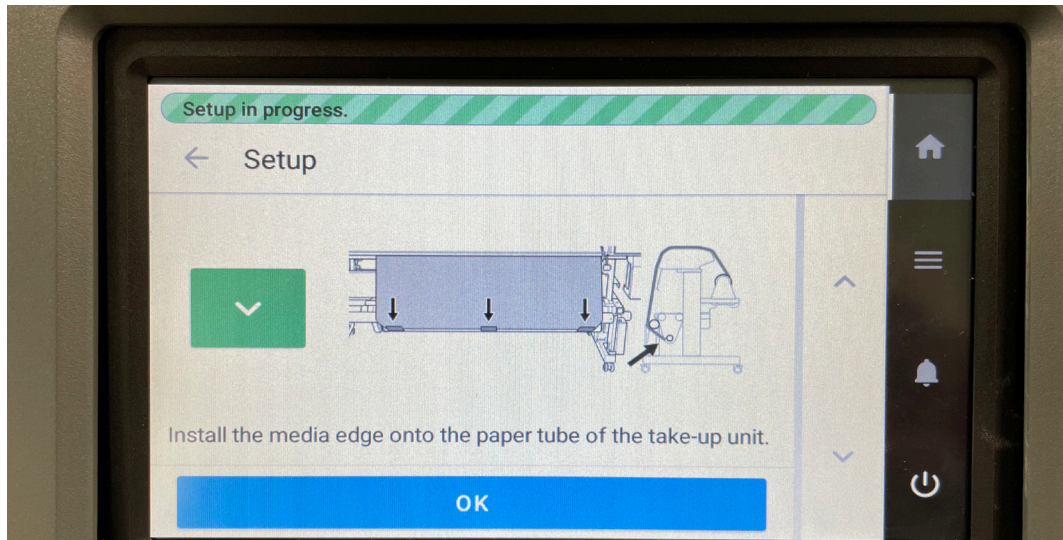 Setup in progress.
Setup
Install the media edge onto the paper tube of the take-up unit.
OK